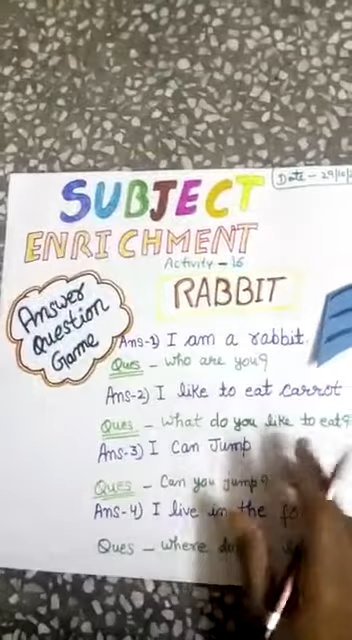 Date - 29/10/2
SUBJECT
ENRICHMENT
Activity - 16
RABBIT
Answer
Question
Game
Ans-1) I am a rabbit.
Ques - Who are you?
Ans-2) I like to eat carrot
Ques - What do you like to eat?
Ans-3) I can Jump
Ques - Can you jump?
Ans-4) I live in the
Ques - where